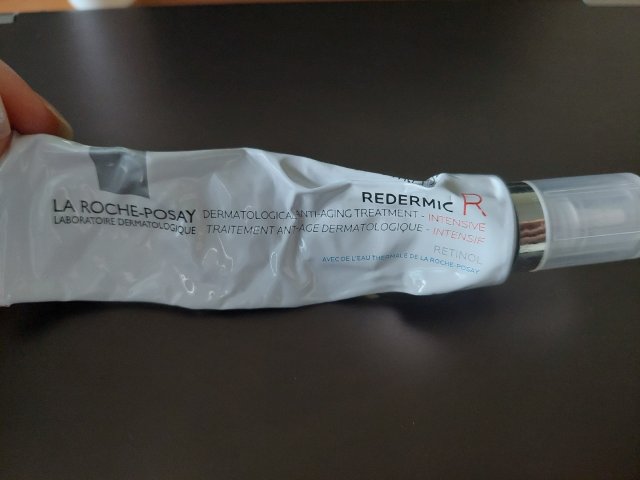 LA ROCHE-POSAY
LABORATOIRE DERMATOLOGIQUE
REDERMIC R
DERMATOLOGICAL ANTI-AGING TREATMENT - INTENSIVE
TRAITEMENT ANTI-AGE DERMATOLOGIQUE - INTENSIF
RETINOL
AVEC DE L'EAU THERMALE DE LA ROCHE-POSAY